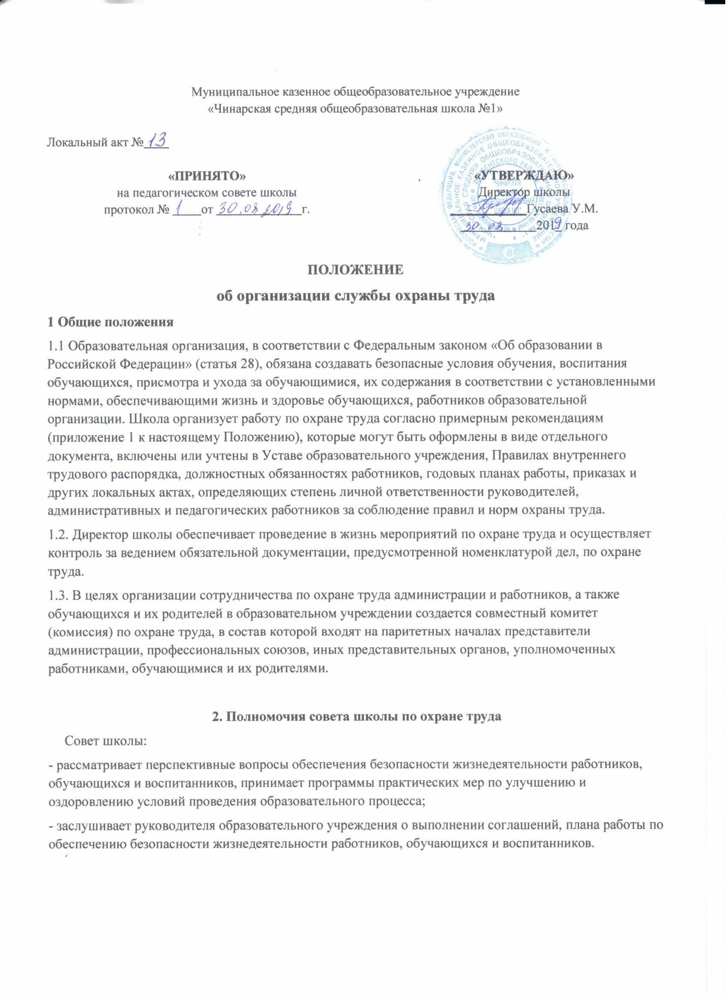 Муниципальное казенное общеобразовательное учреждение
«Чинарская средняя общеобразовательная школа №1»
Локальный акт № 13
«ПРИНЯТО»
на педагогическом совете школы
протокол № 1 от 30.08.2019 г.
«УТВЕРЖДАЮ»
Директор школы
Гусаева У.М.
30.08 2019 года
ПОЛОЖЕНИЕ
об организации службы охраны труда
1 Общие положения
1.1 Образовательная организация, в соответствии с Федеральным законом «Об образовании в
Российской Федерации» (статья 28), обязана создавать безопасные условия обучения, воспитания
обучающихся, присмотра и ухода за обучающимися, их содержания в соответствии с установленными
нормами, обеспечивающими жизнь и здоровье обучающихся, работников образовательной
организации. Школа организует работу по охране труда согласно примерным рекомендациям
(приложение 1 к настоящему Положению), которые могут быть оформлены в виде отдельного
документа, включены или учтены в Уставе образовательного учреждения, Правилах внутреннего
трудового распорядка, должностных обязанностях работников, годовых планах работы, приказах и
других локальных актах, определяющих степень личной ответственности руководителей,
административных и педагогических работников за соблюдение правил и норм охраны труда.
1.2. Директор школы обеспечивает проведение в жизнь мероприятий по охране труда и осуществляет
контроль за ведением обязательной документации, предусмотренной номенклатурой дел, по охране
труда.
1.3. В целях организации сотрудничества по охране труда администрации и работников, а также
обучающихся и их родителей в образовательном учреждении создается совместный комитет
(комиссия) по охране труда, в состав которой входят на паритетных началах представители
администрации, профессиональных союзов, иных представительных органов, уполномоченных
работниками, обучающимися и их родителями.
2. Полномочия совета школы по охране труда
Совет школы:
- рассматривает перспективные вопросы обеспечения безопасности жизнедеятельности работников,
обучающихся и воспитанников, принимает программы практических мер по улучшению и
оздоровлению условий проведения образовательного процесса;
- заслушивает руководителя образовательного учреждения о выполнении соглашений, плана работы по
обеспечению безопасности жизнедеятельности работников, обучающихся и воспитанников.